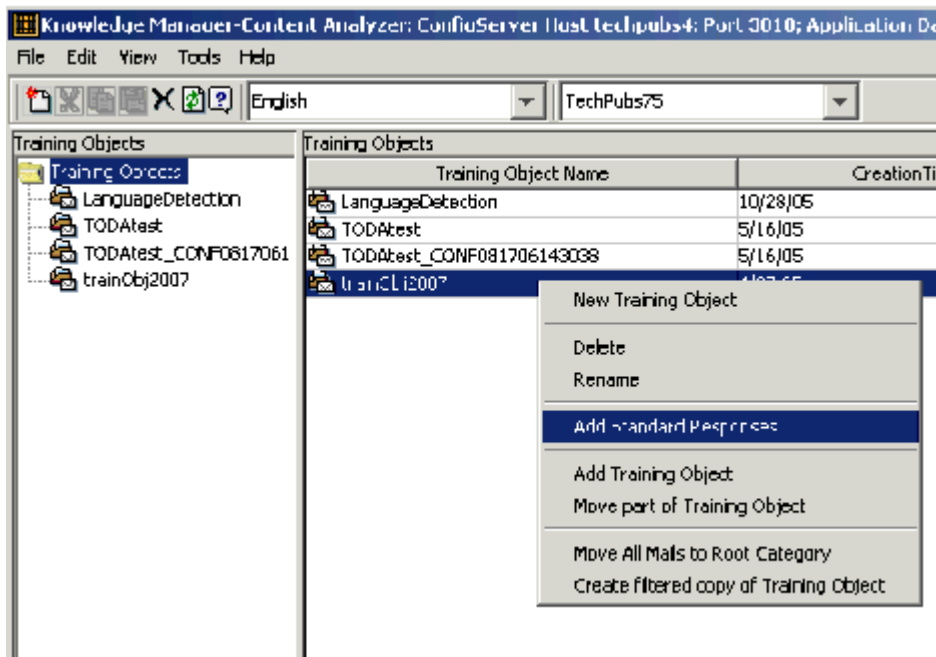 Knowledge Manager-Content Analyzer: ConfigServer Host techpubs4: Port 3010; Application Da
File Edit View Tools Help
English TechPubs75
Training Objects
Training Objects
LanguageDetection
TODAtest
TODAtest_CONF0817061
trainObj2007
Training Objects
Training Object Name CreationTi
LanguageDetection 10/28/05
TODAtest 5/16/05
TODAtest_CONF081706143038 5/16/05
trainObj2007
New Training Object
Delete
Rename
Add Standard Responses
Add Training Object
Move part of Training Object
Move All Mails to Root Category
Create filtered copy of Training Object